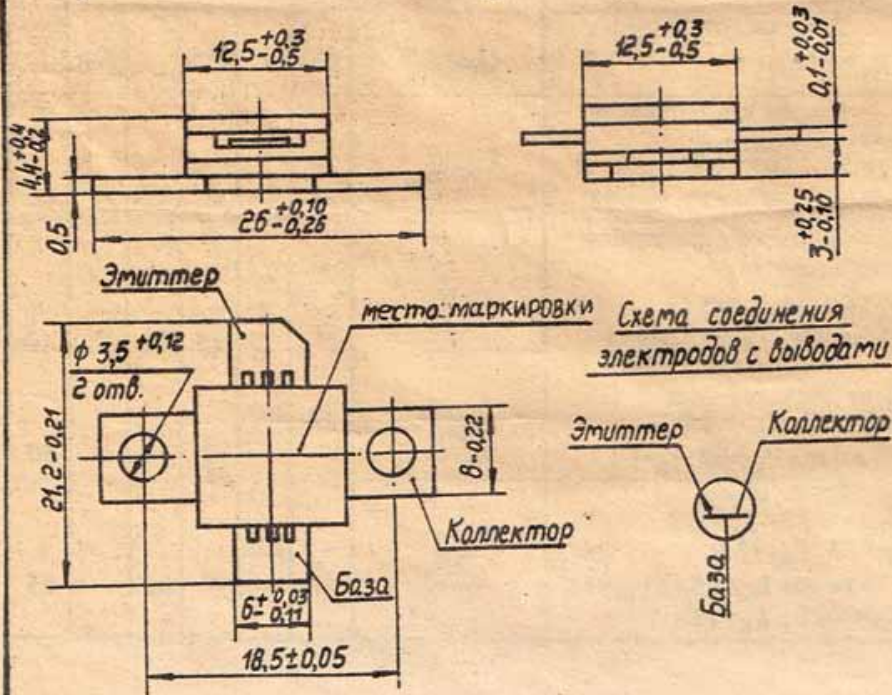 12,5 +0,3 -0,5
12,5 +0,3 -0,5
0,1 +0,03 -0,01
4,4 +0,4 -0,2
0,5
26 +0,10 -0,26
3 +0,25 -0,10
Эмиттер
место маркировки
Схема соединения
электродов с выводами
ф 3,5 +0,12
2 отв.
21,2-0,21
8-0,22
Эмиттер
Коллектор
Коллектор
База
База
6 +0,03 -0,11
18,5±0,05